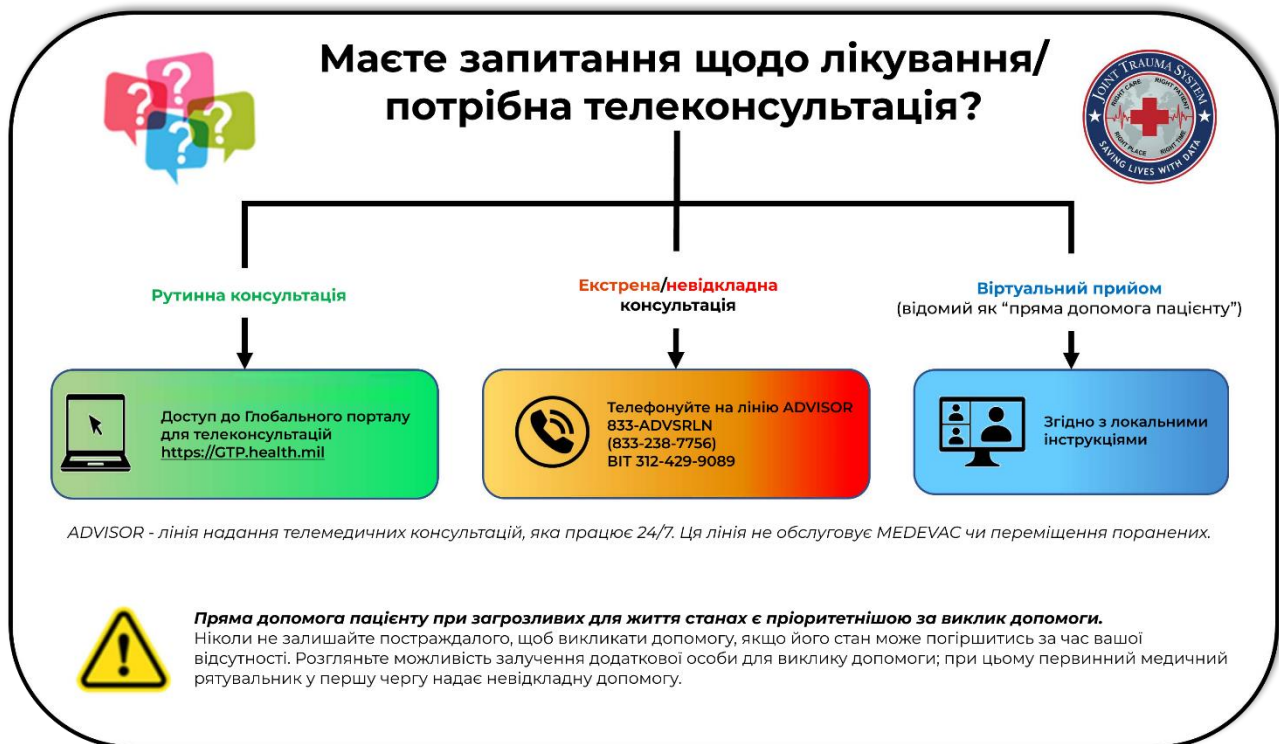 Маєте запитання щодо лікування/
потрібна телеконсультація?
JOINT TRAUMA SYSTEM
RIGHT CARE
RIGHT PATIENT
RIGHT PLACE
RIGHT TIME
SAVING LIVES WITH DATA
? ? ? ?
Рутинна консультація
Екстрена/невідкладна
консультація
Віртуальний прийом
(відомий як “пряма допомога пацієнту”)
Доступ до Глобального порталу
для телеконсультацій
https://GTP.health.mil
Телефонуйте на лінію ADVISOR
833-ADVSRLN
(833-238-7756)
ВІТ 312-429-9089
Згідно з локальними
інструкціями
ADVISOR - лінія надання телемедичних консультацій, яка працює 24/7. Ця лінія не обслуговує MEDEVAC чи переміщення поранених.
Пряма допомога пацієнту при загрозливих для життя станах є пріоритетнішою за виклик допомоги.
Ніколи не залишайте постраждалого, щоб викликати допомогу, якщо його стан може погіршитись за час вашої
відсутності. Розгляньте можливість залучення додаткової особи для виклику допомоги; при цьому первинний медичний
рятувальник у першу чергу надає невідкладну допомогу.